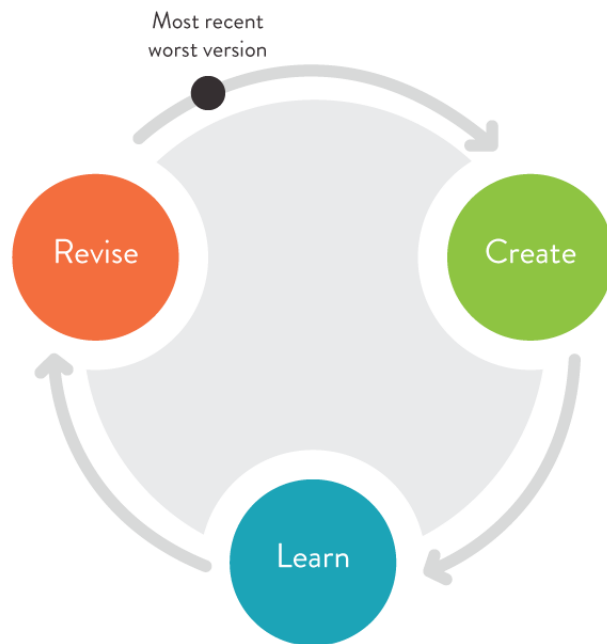 Most recent
worst version
Revise
Create
Learn